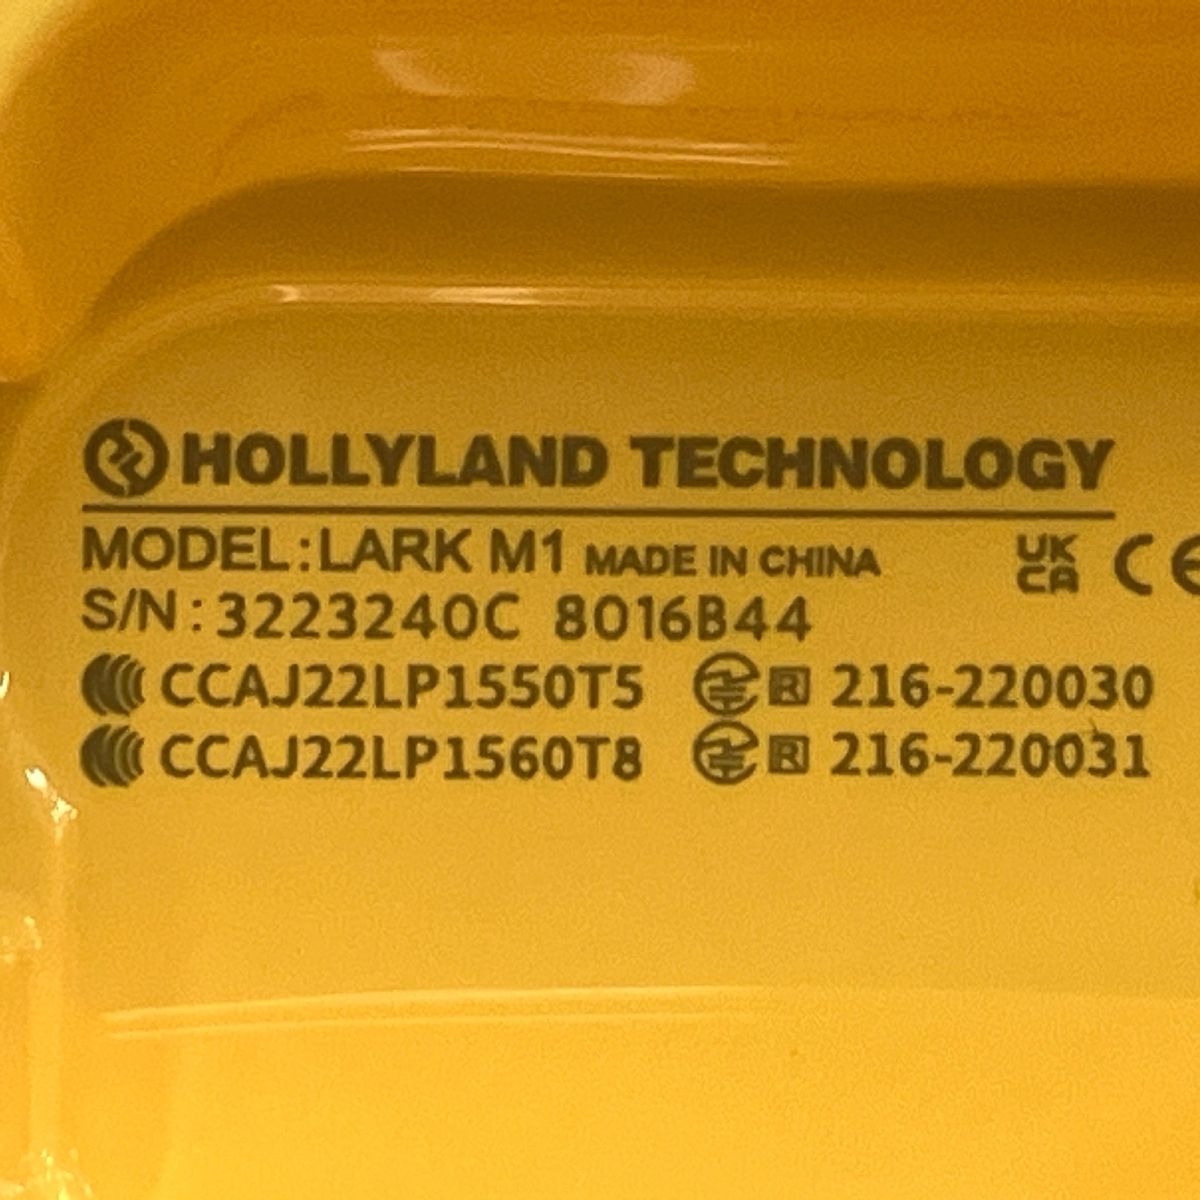 HOLLYLAND TECHNOLOGY
MODEL:LARK M1 MADE IN CHINA UK CA CE
S/N:3223240C 8016B44
CCAJ22LP1550T5 R 216-220030
CCAJ22LP1560T8 R 216-220031